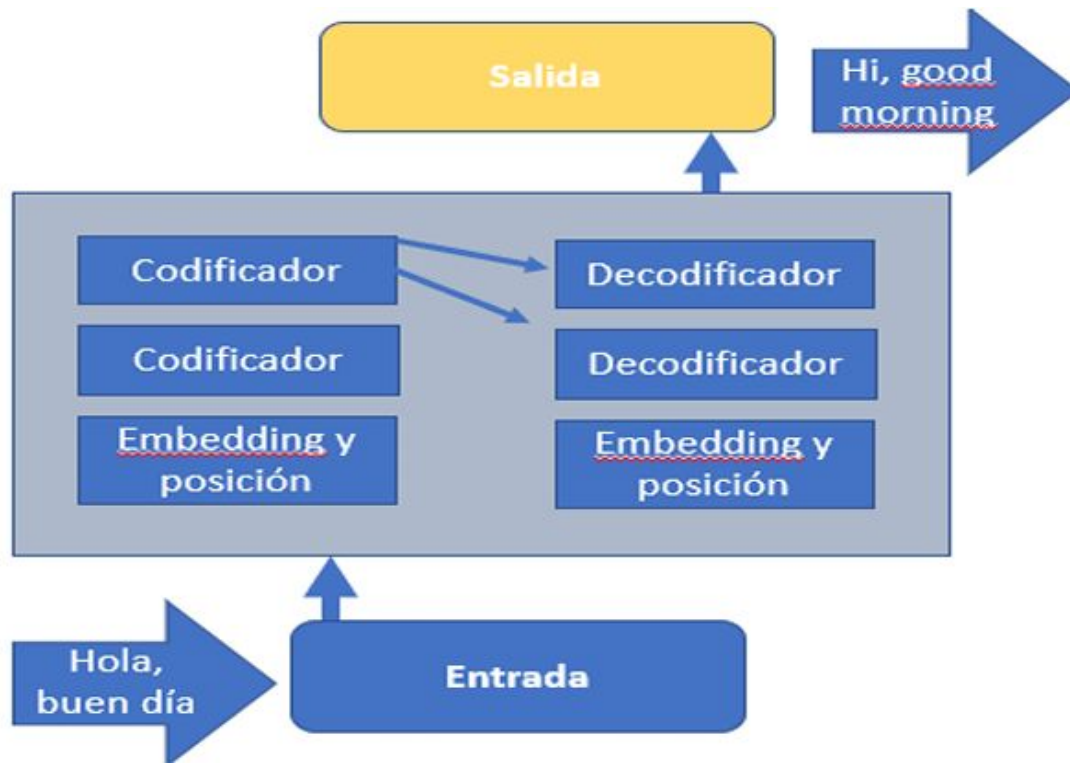 Salida
Hi, good
morning
Codificador
Decodificador
Codificador
Decodificador
Embedding y
posición
Embedding y
posición
Hola,
buen día
Entrada